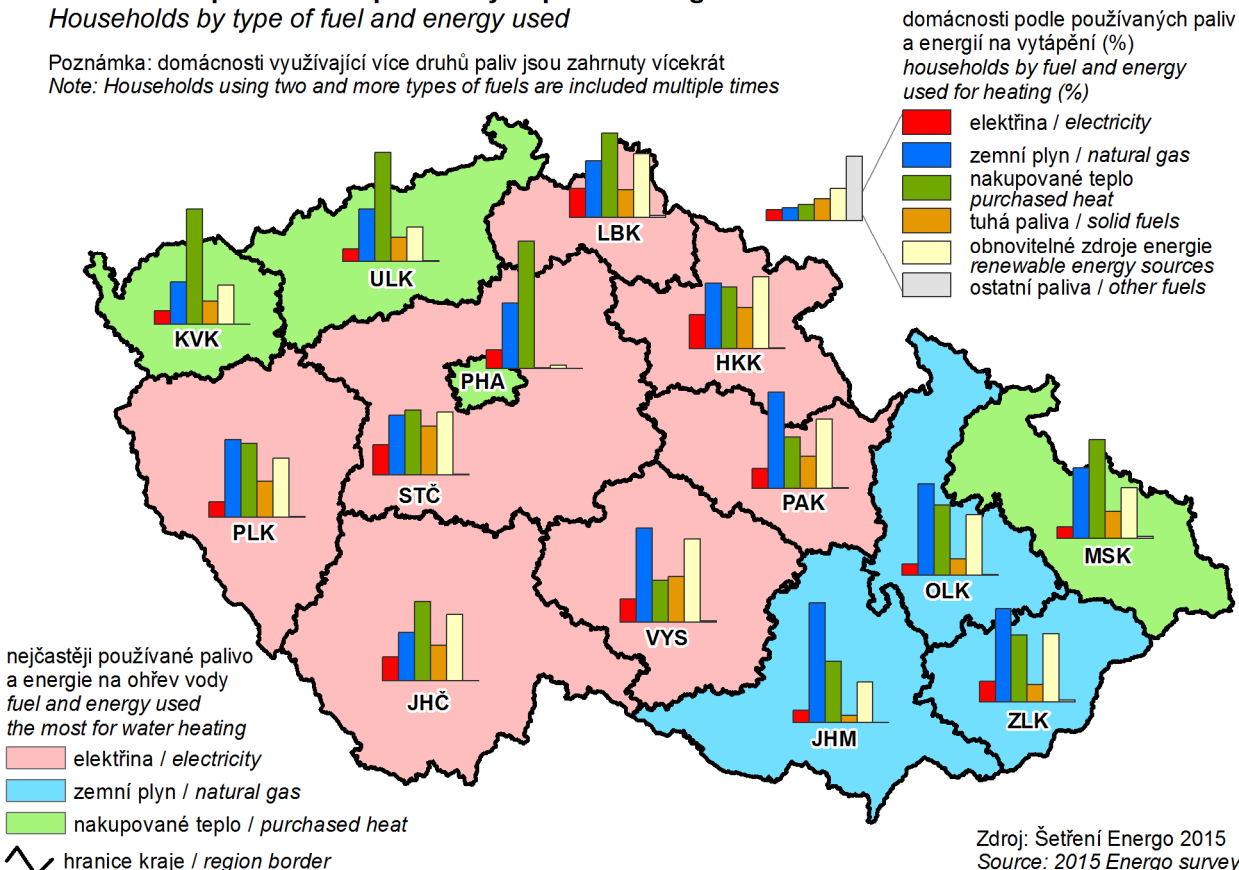 Households by type of fuel and energy used
Poznámka: domácnosti využívající více druhů paliv jsou zahrnuty vícekrát
Note: Households using two and more types of fuels are included multiple times
domácnosti podle používaných paliv
a energií na vytápění (%)
households by fuel and energy
used for heating (%)
elektřina / electricity
zemní plyn / natural gas
nakupované teplo
purchased heat
tuhá paliva / solid fuels
obnovitelné zdroje energie
renewable energy sources
ostatní paliva / other fuels
LBK
ULK
KVK
HKK
PHA
STČ
PAK
PLK
MSK
OLK
VYS
JHČ
ZLK
JHM
nejčastěji používané palivo
a energie na ohřev vody
fuel and energy used
the most for water heating
elektřina / electricity
zemní plyn / natural gas
nakupované teplo / purchased heat
hranice kraje / region border
Zdroj: Šetření Energo 2015
Source: 2015 Energo survey